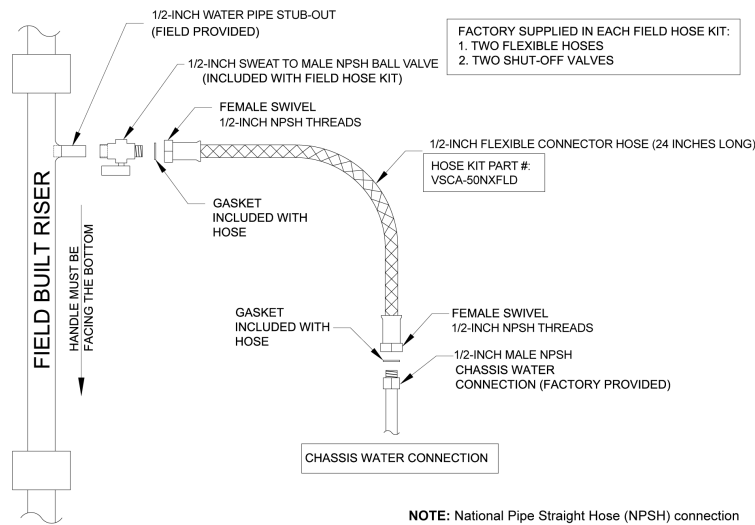 1/2-INCH WATER PIPE STUB-OUT
(FIELD PROVIDED)
FACTORY SUPPLIED IN EACH FIELD HOSE KIT:
1. TWO FLEXIBLE HOSES
2. TWO SHUT-OFF VALVES
1/2-INCH SWEAT TO MALE NPSH BALL VALVE
(INCLUDED WITH FIELD HOSE KIT)
FEMALE SWIVEL
1/2-INCH NPSH THREADS
1/2-INCH FLEXIBLE CONNECTOR HOSE (24 INCHES LONG)
HOSE KIT PART #:
VSCA-50NXFLD
GASKET
INCLUDED WITH
HOSE
FIELD BUILT RISER
HANDLE MUST BE
FACING THE BOTTOM
GASKET
INCLUDED WITH
HOSE
FEMALE SWIVEL
1/2-INCH NPSH THREADS
1/2-INCH MALE NPSH
CHASSIS WATER
CONNECTION (FACTORY PROVIDED)
CHASSIS WATER CONNECTION
NOTE: National Pipe Straight Hose (NPSH) connection